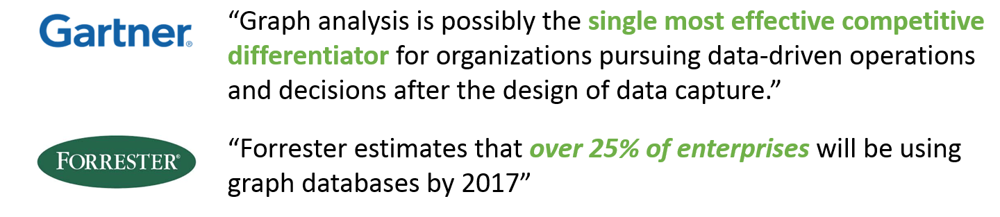 Gartner®
“Graph analysis is possibly the single most effective competitive
differentiator for organizations pursuing data-driven operations
and decisions after the design of data capture.”
FORRESTER®
“Forrester estimates that over 25% of enterprises will be using
graph databases by 2017”